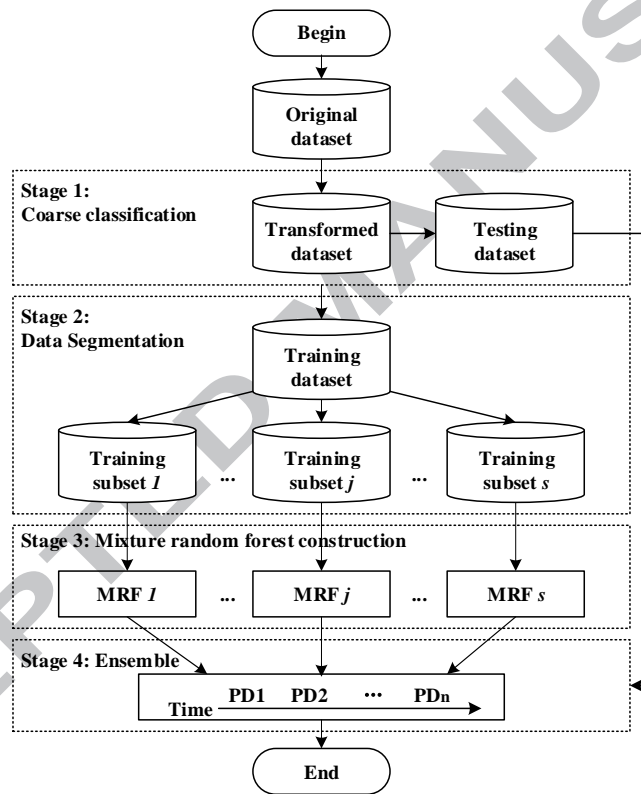 Begin
Original
dataset
Stage 1:
Coarse classification
Transformed
dataset
Testing
dataset
Stage 2:
Data Segmentation
Training
dataset
Training
subset 1
...
Training
subset j
...
Training
subset s
Stage 3: Mixture random forest construction
MRF 1
...
MRF j
...
MRF s
Stage 4: Ensemble
PD1 PD2 ... PDn
Time
End
PTED MANUS